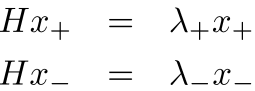 Hx₊ = λ₊x₊
Hx₋ = λ₋x₋